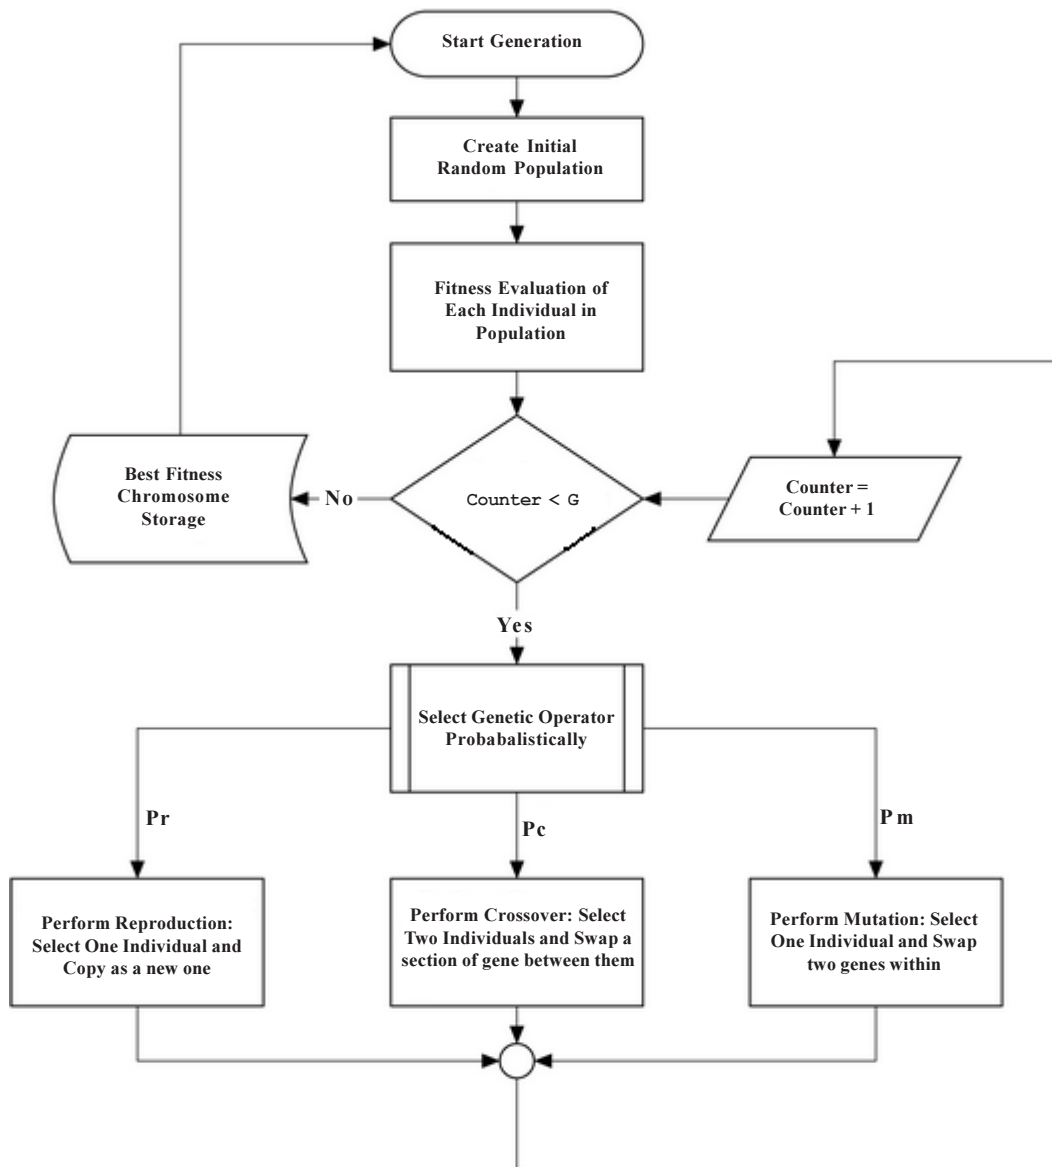 Start Generation
Create Initial
Random Population
Fitness Evaluation of
Each Individual in
Population
Best Fitness
Chromosome
Storage
No
Counter < G
Counter =
Counter + 1
Yes
Select Genetic Operator
Probabalistically
Pr
Pc
Pm
Perform Reproduction:
Select One Individual and
Copy as a new one
Perform Crossover: Select
Two Individuals and Swap a
section of gene between them
Perform Mutation: Select
One Individual and Swap
two genes within